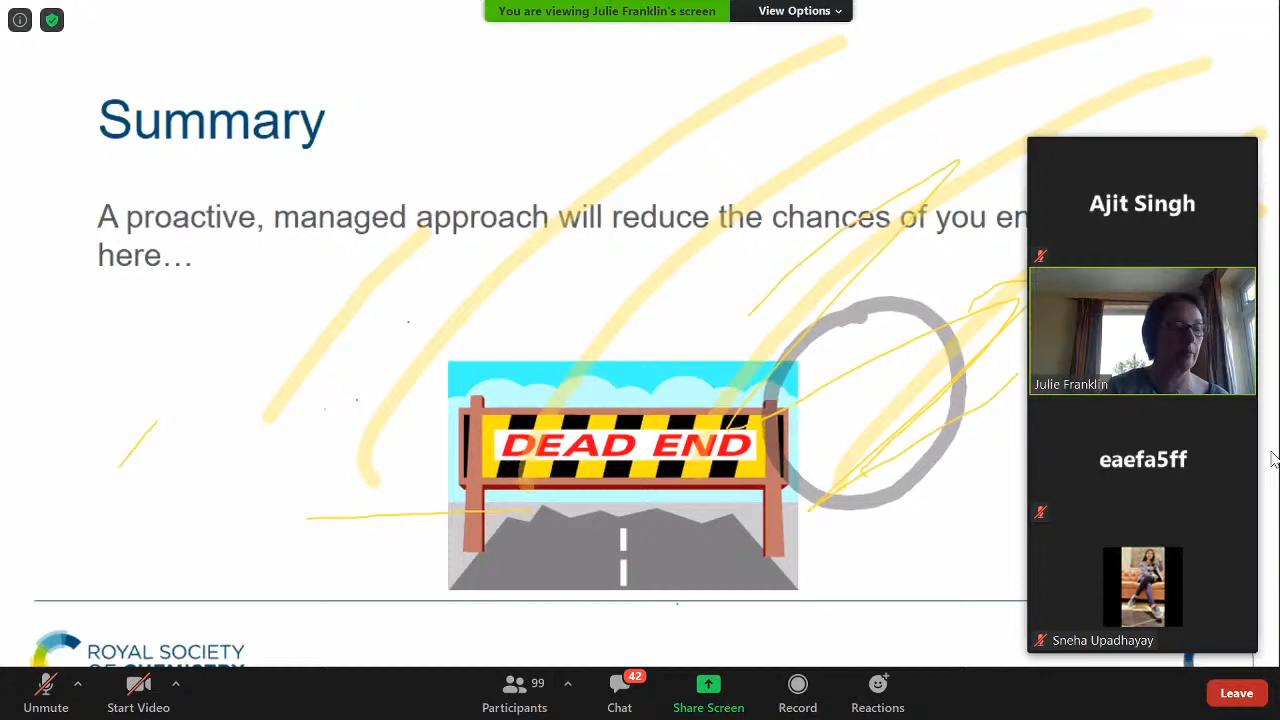 You are viewing Julie Franklin's screen
View Options
Summary
A proactive, managed approach will reduce the chances of you
here…
DEAD END
Ajit Singh
Julie Franklin
eaefa5ff
Sneha Upadhayay
ROYAL SOCIETY
OF CHEMISTRY
Unmute
Start Video
99
Participants
42
Chat
Share Screen
Record
Reactions
Leave